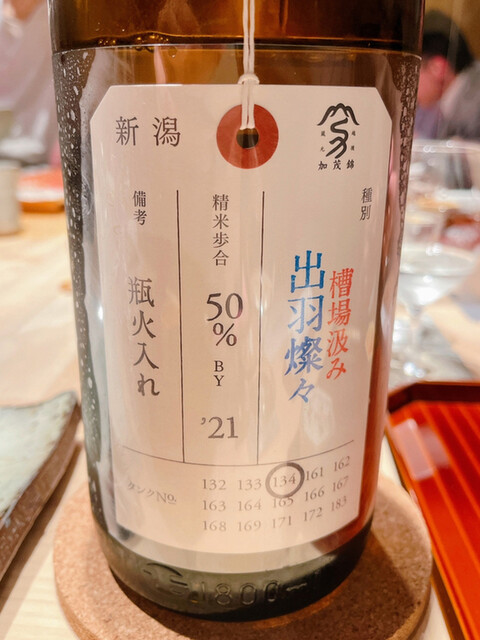 新潟
加茂錦
種別
槽場汲み
出羽燦々
精米歩合
50%
BY
'21
備考
瓶火入れ
タンクNo.
132 133 134 161 162
163 164 165 166 167
168 169 171 172 183
1800